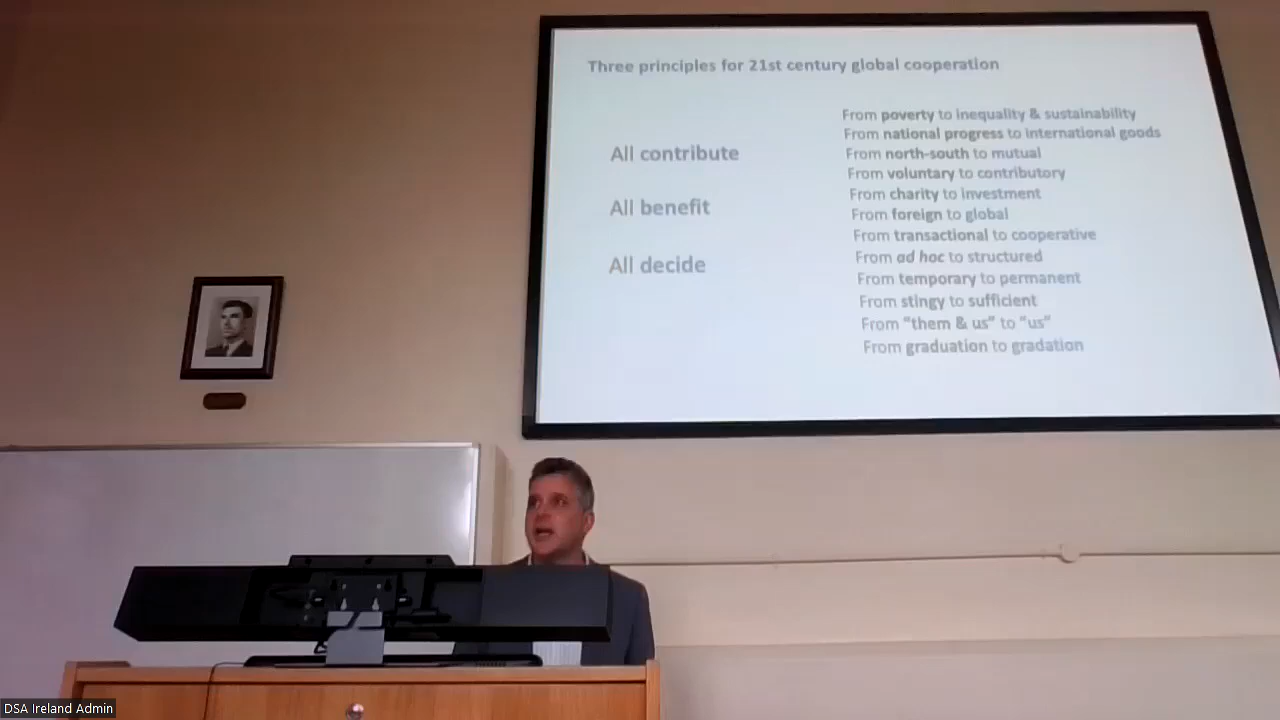 Three principles for 21st century global cooperation
All contribute
All benefit
All decide
From poverty to inequality & sustainability
From national progress to international goods
From north-south to mutual
From voluntary to contributory
From charity to investment
From foreign to global
From transactional to cooperative
From ad hoc to structured
From temporary to permanent
From stingy to sufficient
From “them & us” to “us”
From graduation to gradation
DSA Ireland Admin